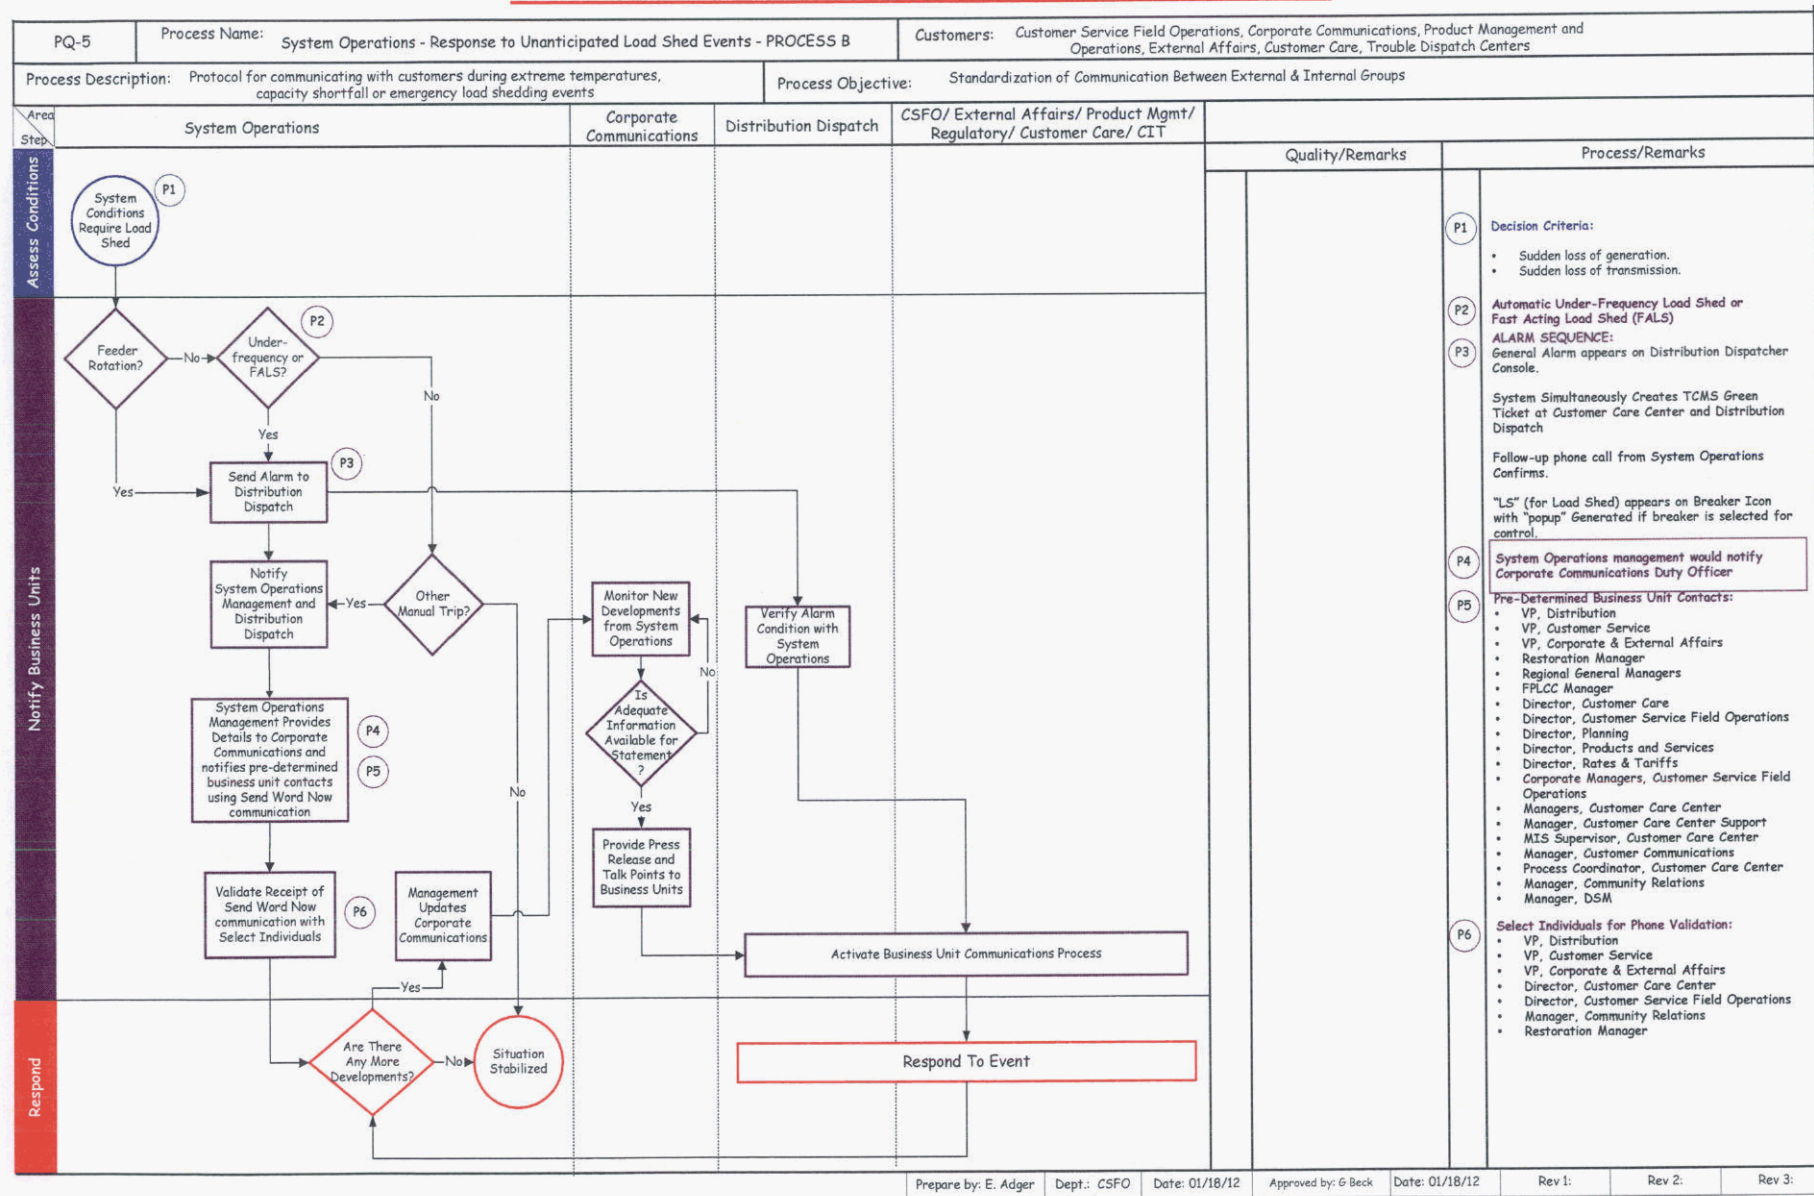 PQ-5
Process Name: System Operations - Response to Unanticipated Load Shed Events - PROCESS B
Customers: Customer Service Field Operations, Corporate Communications, Product Management and
Operations, External Affairs, Customer Care, Trouble Dispatch Centers
Process Description: Protocol for communicating with customers during extreme temperatures,
capacity shortfall or emergency load shedding events
Process Objective: Standardization of Communication Between External & Internal Groups
Area
Step
System Operations
Corporate
Communications
Distribution Dispatch
CSFO/ External Affairs/ Product Mgmt/
Regulatory/ Customer Care/ CIT
Quality/Remarks
Process/Remarks
Assess Conditions
System
Conditions
Require Load
Shed
P1
Notify Business Units
Feeder
Rotation?
No
Under-
frequency or
FALS?
P2
No
Yes
Yes
Send Alarm to
Distribution
Dispatch
P3
Notify
System Operations
Management and
Distribution
Dispatch
Yes
Other
Manual Trip?
No
System Operations
Management Provides
Details to Corporate
Communications and
notifies pre-determined
business unit contacts
using Send Word Now
communication
P4
P5
Validate Receipt of
Send Word Now
communication with
Select Individuals
P6
Management
Updates
Corporate
Communications
Yes
Monitor New
Developments
from System
Operations
No
Is
Adequate
Information
Available for
Statement
?
Yes
Provide Press
Release and
Talk Points to
Business Units
Verify Alarm
Condition with
System
Operations
Activate Business Unit Communications Process
Respond
Are There
Any More
Developments?
No
Situation
Stabilized
Respond To Event
P1
Decision Criteria:
• Sudden loss of generation.
• Sudden loss of transmission.
P2
Automatic Under-Frequency Load Shed or
Fast Acting Load Shed (FALS)
P3
ALARM SEQUENCE:
General Alarm appears on Distribution Dispatcher
Console.
System Simultaneously Creates TCMS Green
Ticket at Customer Care Center and Distribution
Dispatch
Follow-up phone call from System Operations
Confirms.
"LS" (for Load Shed) appears on Breaker Icon
with "popup" Generated if breaker is selected for
control.
P4
System Operations management would notify
Corporate Communications Duty Officer
P5
Pre-Determined Business Unit Contacts:
• VP, Distribution
• VP, Customer Service
• VP, Corporate & External Affairs
• Restoration Manager
• Regional General Managers
• FPLCC Manager
• Director, Customer Care
• Director, Customer Service Field Operations
• Director, Planning
• Director, Products and Services
• Director, Rates & Tariffs
• Corporate Managers, Customer Service Field
Operations
• Managers, Customer Care Center
• Manager, Customer Care Center Support
• MIS Supervisor, Customer Care Center
• Manager, Customer Communications
• Process Coordinator, Customer Care Center
• Manager, Community Relations
• Manager, DSM
P6
Select Individuals for Phone Validation:
• VP, Distribution
• VP, Customer Service
• VP, Corporate & External Affairs
• Director, Customer Care Center
• Director, Customer Service Field Operations
• Manager, Community Relations
• Restoration Manager
Prepare by: E. Adger
Dept.: CSFO
Date: 01/18/12
Approved by: G Beck
Date: 01/18/12
Rev 1:
Rev 2:
Rev 3: